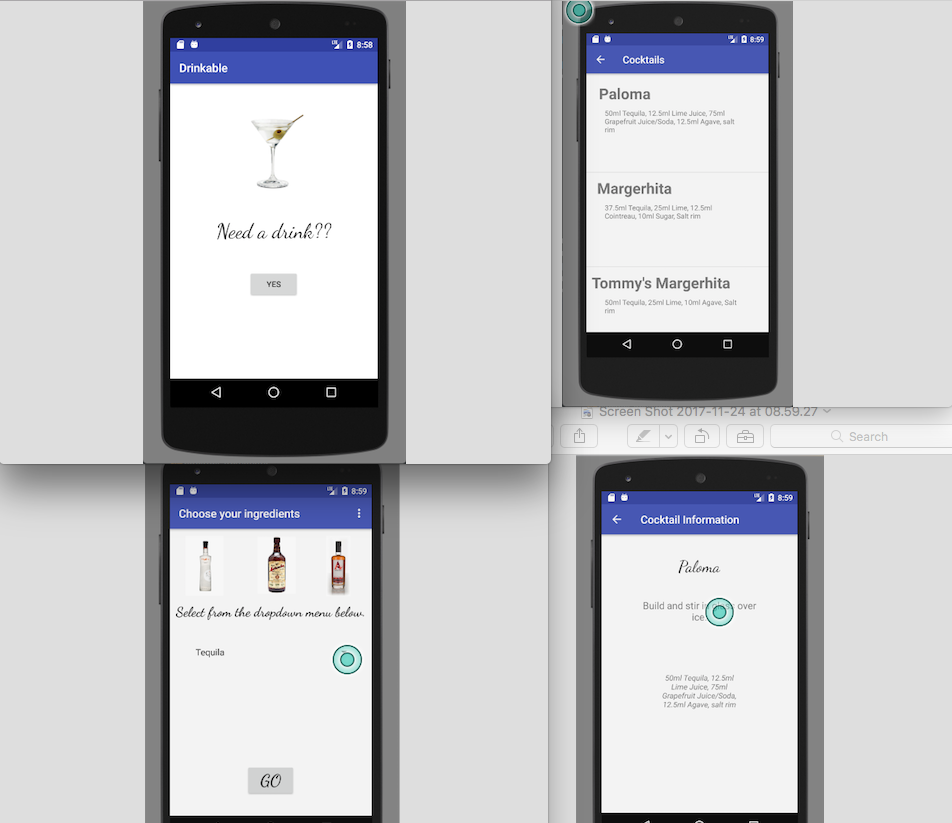 8:58
Drinkable
Need a drink??
YES
8:59
Cocktails
Paloma
50ml Tequila, 12.5ml Lime Juice, 75ml
Grapefruit Juice/Soda, 12.5ml Agave, salt
rim
Margerhita
37.5ml Tequila, 25ml Lime, 12.5ml
Cointreau, 10ml Sugar, Salt rim
Tommy's Margerhita
50ml Tequila, 25ml Lime, 10ml Agave, Salt
rim
Screen Shot 2017-11-24 at 08.59.27
Search
8:59
Choose your ingredients
Select from the dropdown menu below.
Tequila
GO
8:59
Cocktail Information
Paloma
Build and stir in over
ice
50ml Tequila, 12.5ml
Lime Juice, 75ml
Grapefruit Juice/Soda,
12.5ml Agave, salt rim